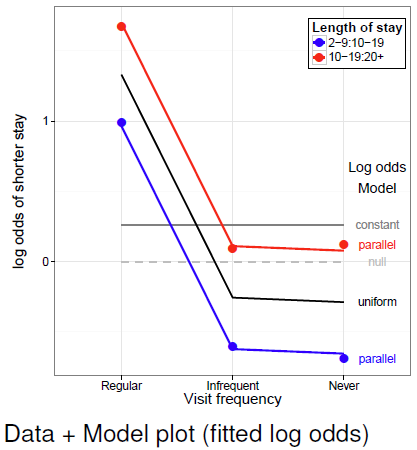 Length of stay
2−9:10−19
10−19:20+
log odds of shorter stay
1
0
Log odds
Model
constant
parallel
null
uniform
parallel
Regular
Infrequent
Never
Visit frequency
Data + Model plot (fitted log odds)